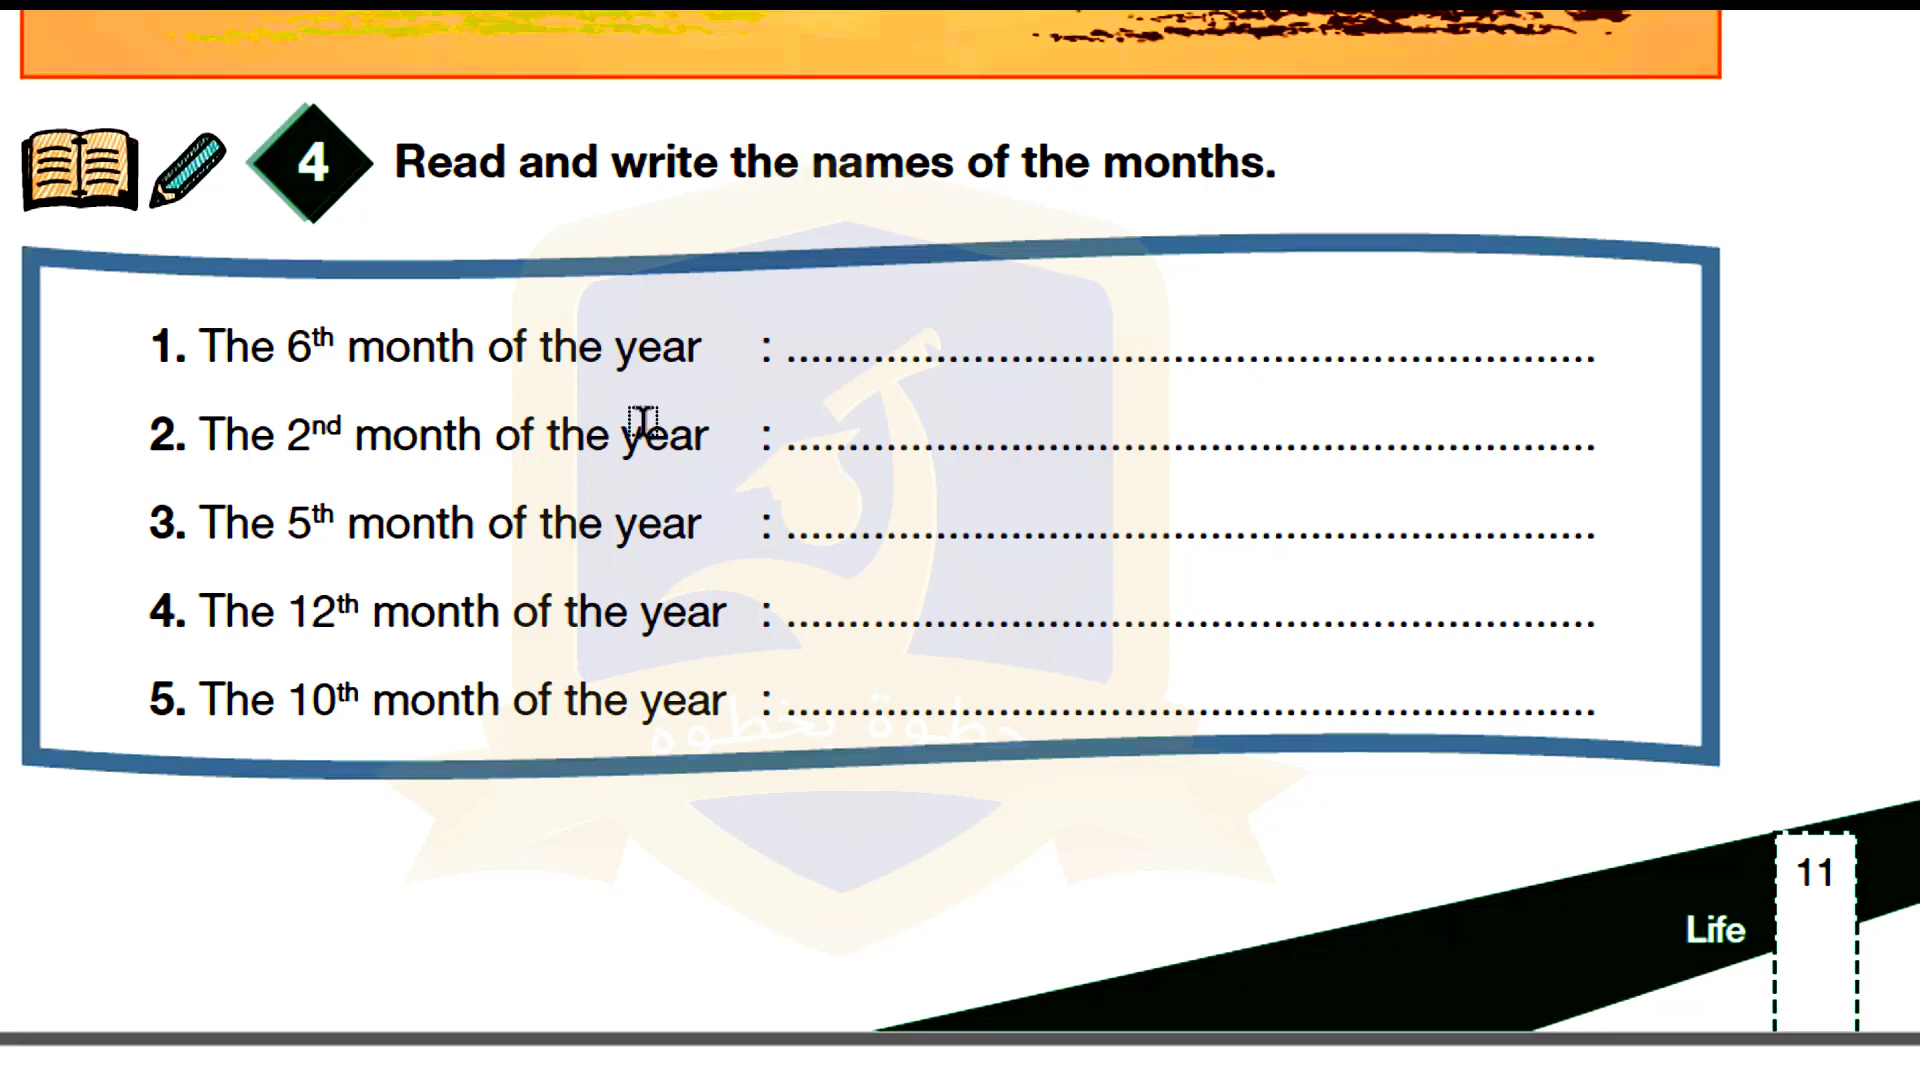 4 Read and write the names of the months.
1. The 6th month of the year : ..................................................................
2. The 2nd month of the year : ..................................................................
3. The 5th month of the year : ..................................................................
4. The 12th month of the year : ..................................................................
5. The 10th month of the year : ..................................................................
خطوة بخطوة
11
Life